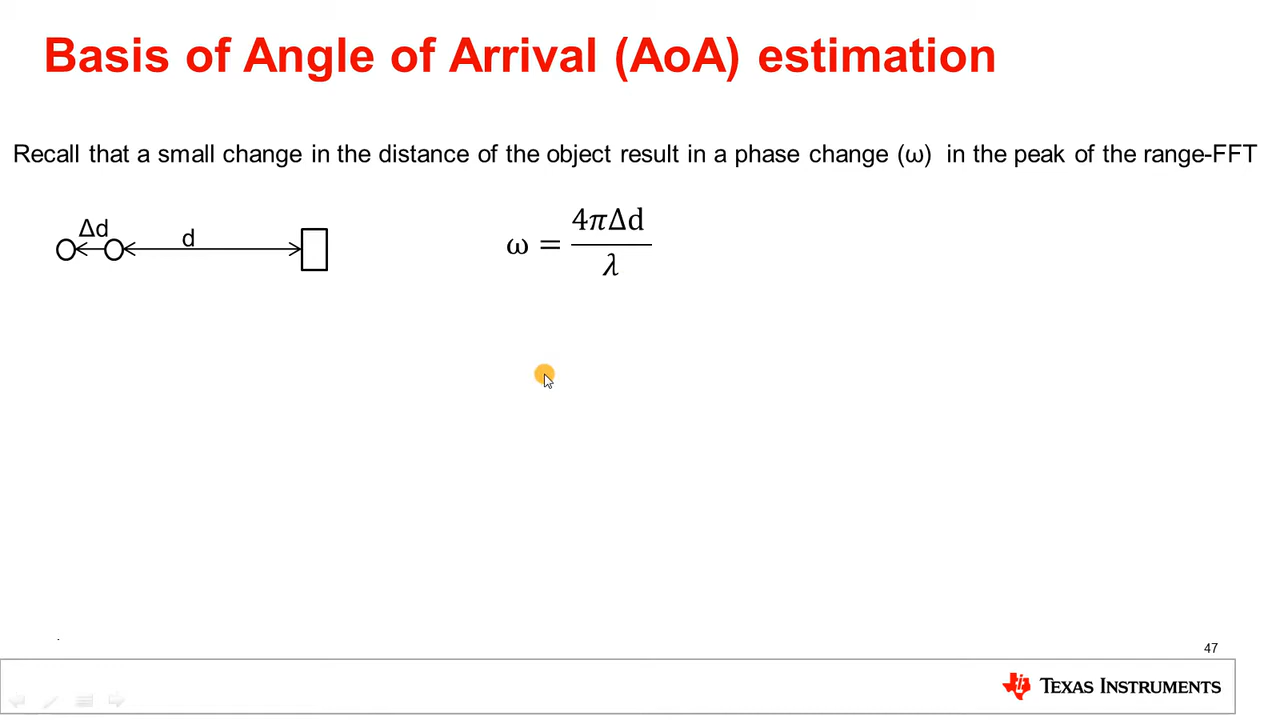 Basis of Angle of Arrival (AoA) estimation
Recall that a small change in the distance of the object result in a phase change (ω) in the peak of the range-FFT
Δd
d
ω = 4πΔd / λ
47
TEXAS INSTRUMENTS